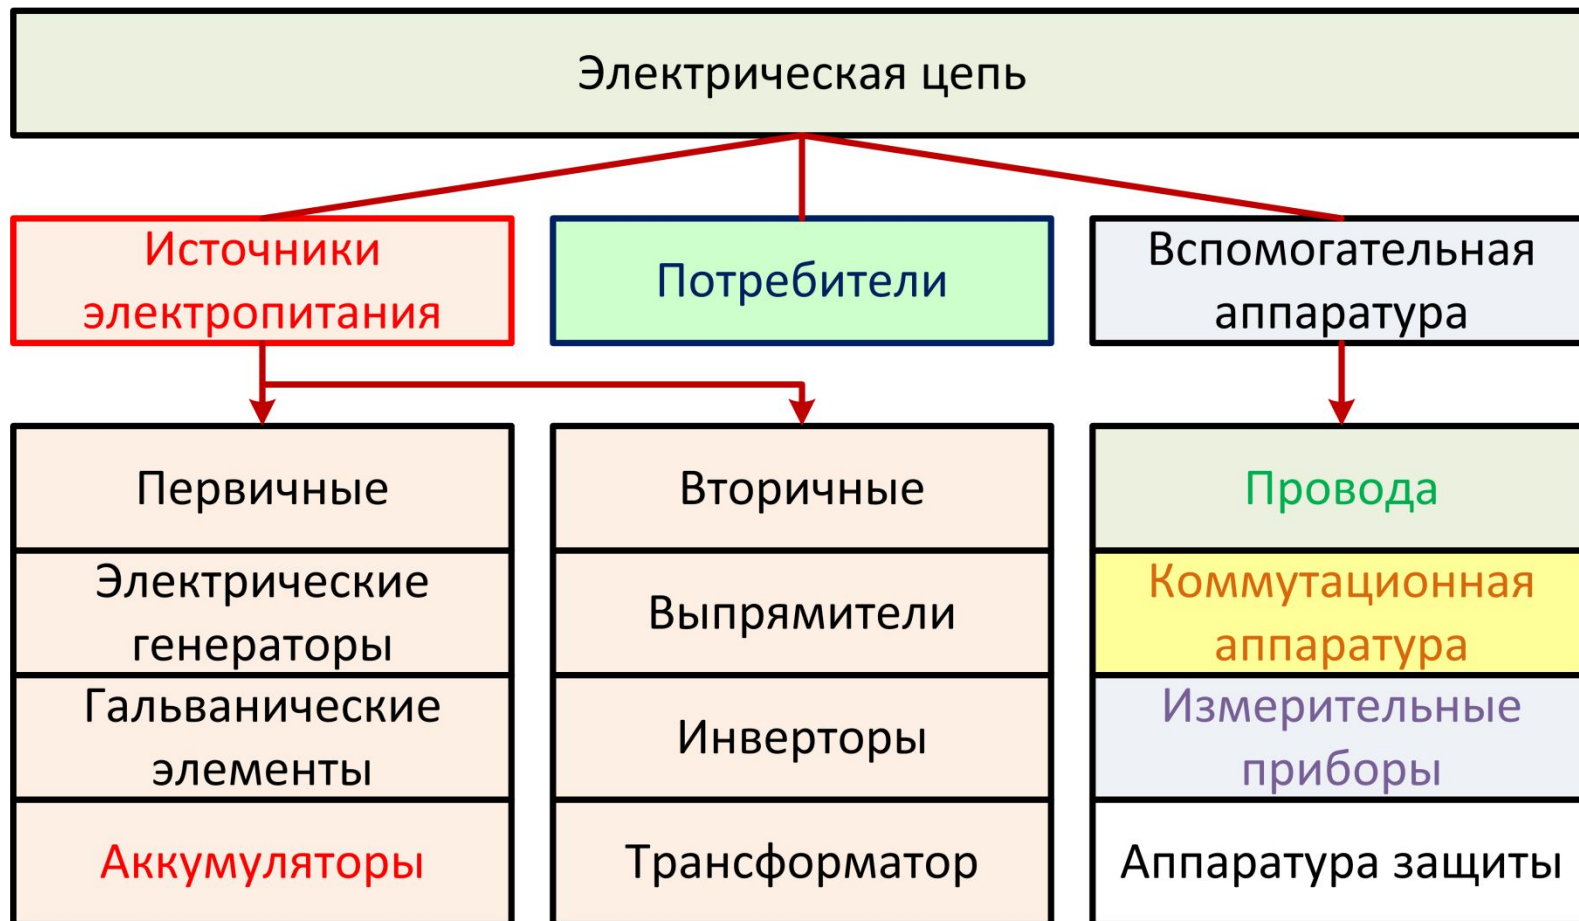 Электрическая цепь
Источники
электропитания
Потребители
Вспомогательная
аппаратура
Первичные
Электрические
генераторы
Гальванические
элементы
Аккумуляторы
Вторичные
Выпрямители
Инверторы
Трансформатор
Провода
Коммутационная
аппаратура
Измерительные
приборы
Аппаратура защиты